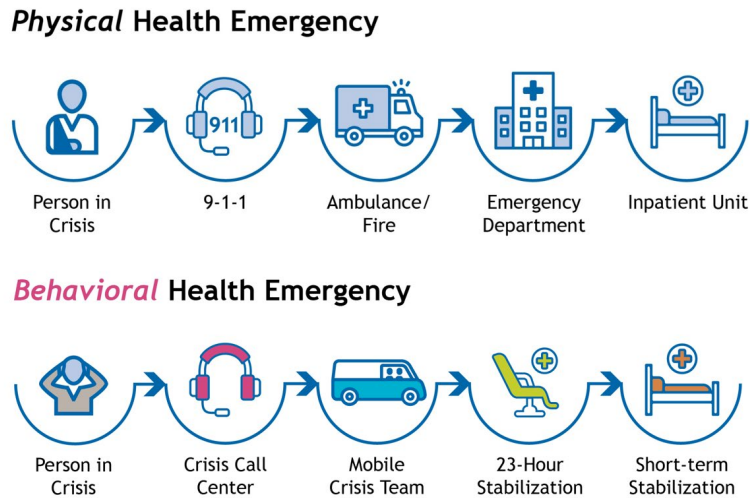 Physical Health Emergency
911
Person in
Crisis
9-1-1
Ambulance/
Fire
Emergency
Department
Inpatient Unit
Behavioral Health Emergency
Person in
Crisis
Crisis Call
Center
Mobile
Crisis Team
23-Hour
Stabilization
Short-term
Stabilization